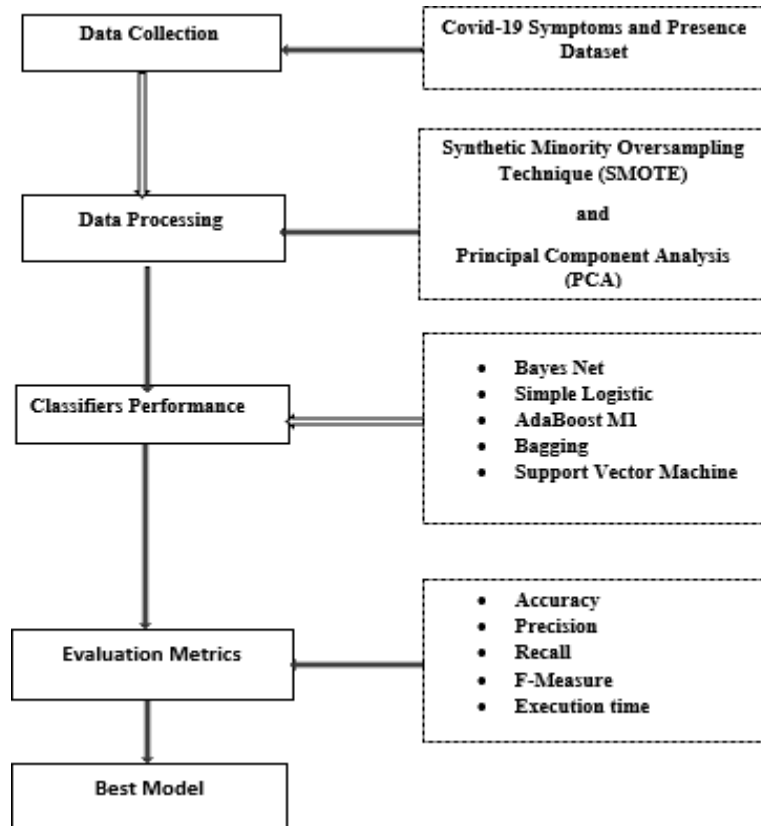 Data Collection
Covid-19 Symptoms and Presence
Dataset
Synthetic Minority Oversampling
Technique (SMOTE)
and
Principal Component Analysis
(PCA)
Data Processing
Classifiers Performance
• Bayes Net
• Simple Logistic
• AdaBoost M1
• Bagging
• Support Vector Machine
Evaluation Metrics
• Accuracy
• Precision
• Recall
• F-Measure
• Execution time
Best Model